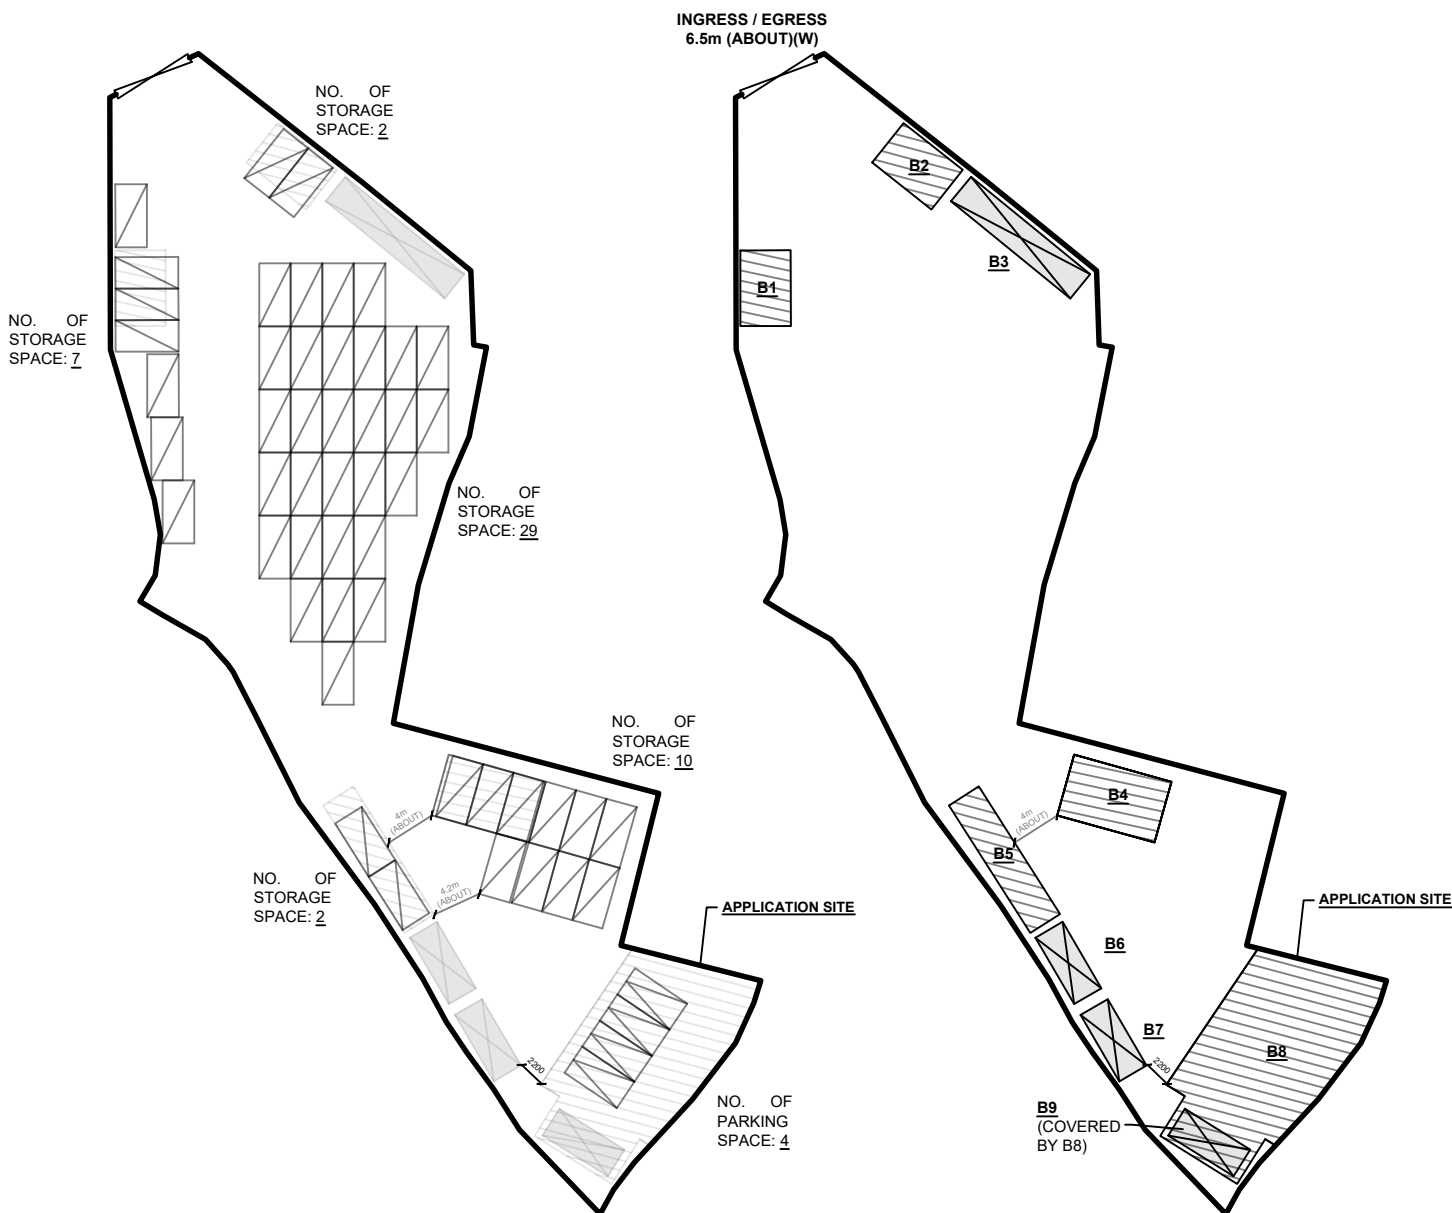 INGRESS / EGRESS
6.5m (ABOUT)(W)
NO. OF
STORAGE
SPACE: 2
NO. OF
STORAGE
SPACE: 7
NO. OF
STORAGE
SPACE: 29
NO. OF
STORAGE
SPACE: 10
4m
(ABOUT)
4.2m
(ABOUT)
NO. OF
STORAGE
SPACE: 2
APPLICATION SITE
2200
NO. OF
PARKING
SPACE: 4
B2
B3
B1
B4
4m
(ABOUT)
B5
APPLICATION SITE
B6
B7
2200
B8
B9
(COVERED
BY B8)